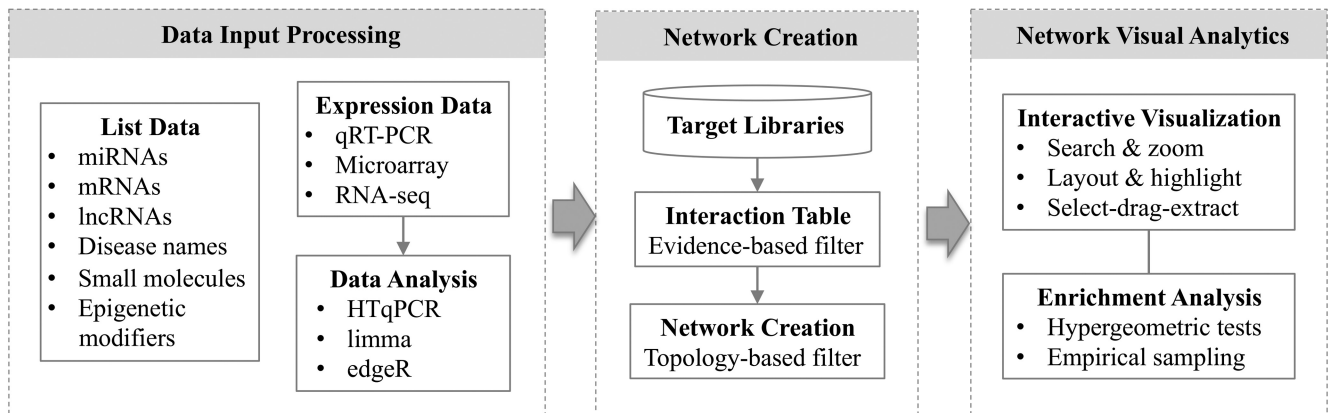 Data Input Processing
List Data
• miRNAs
• mRNAs
• lncRNAs
• Disease names
• Small molecules
• Epigenetic
modifiers
Expression Data
• qRT-PCR
• Microarray
• RNA-seq
Data Analysis
• HTqPCR
• limma
• edgeR
Network Creation
Target Libraries
Interaction Table
Evidence-based filter
Network Creation
Topology-based filter
Network Visual Analytics
Interactive Visualization
• Search & zoom
• Layout & highlight
• Select-drag-extract
Enrichment Analysis
• Hypergeometric tests
• Empirical sampling